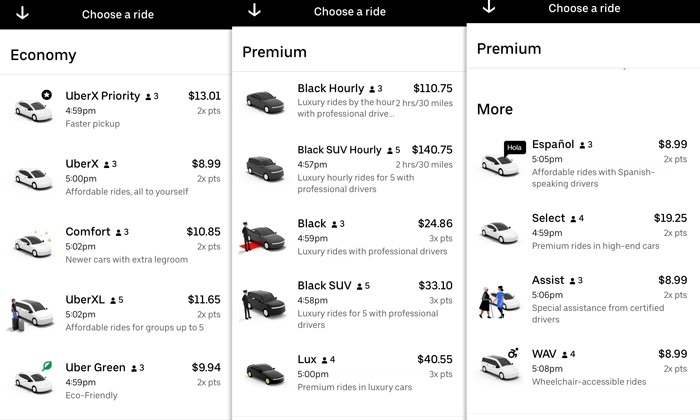 Choose a ride
Economy
UberX Priority 3 $13.01
4:59pm 2x pts
Faster pickup
UberX 3 $8.99
5:00pm 2x pts
Affordable rides, all to yourself
Comfort 3 $10.85
5:02pm 2x pts
Newer cars with extra legroom
UberXL 5 $11.65
5:02pm 2x pts
Affordable rides for groups up to 5
Uber Green 3 $9.94
4:59pm 2x pts
Eco-Friendly
Choose a ride
Premium
Black Hourly 3 $110.75
Luxury rides by the hour 2 hrs/30 miles
with professional drive...
Black SUV Hourly 5 $140.75
4:57pm 2 hrs/30 miles
Luxury hourly rides for 5 with
professional drivers
Black 3 $24.86
4:59pm 3x pts
Luxury rides with professional drivers
Black SUV 5 $33.10
4:58pm 3x pts
Luxury rides for 5 with professional
drivers
Lux 4 $40.55
5:00pm 3x pts
Premium rides in luxury cars
Choose a ride
Premium
More
Hola
Español 3 $8.99
5:05pm 2x pts
Affordable rides with Spanish-
speaking drivers
Select 4 $19.25
4:59pm 2x pts
Premium rides in high-end cars
Assist 3 $8.99
5:06pm 2x pts
Special assistance from certified
drivers
WAV 4 $8.99
5:08pm 2x pts
Wheelchair-accessible rides